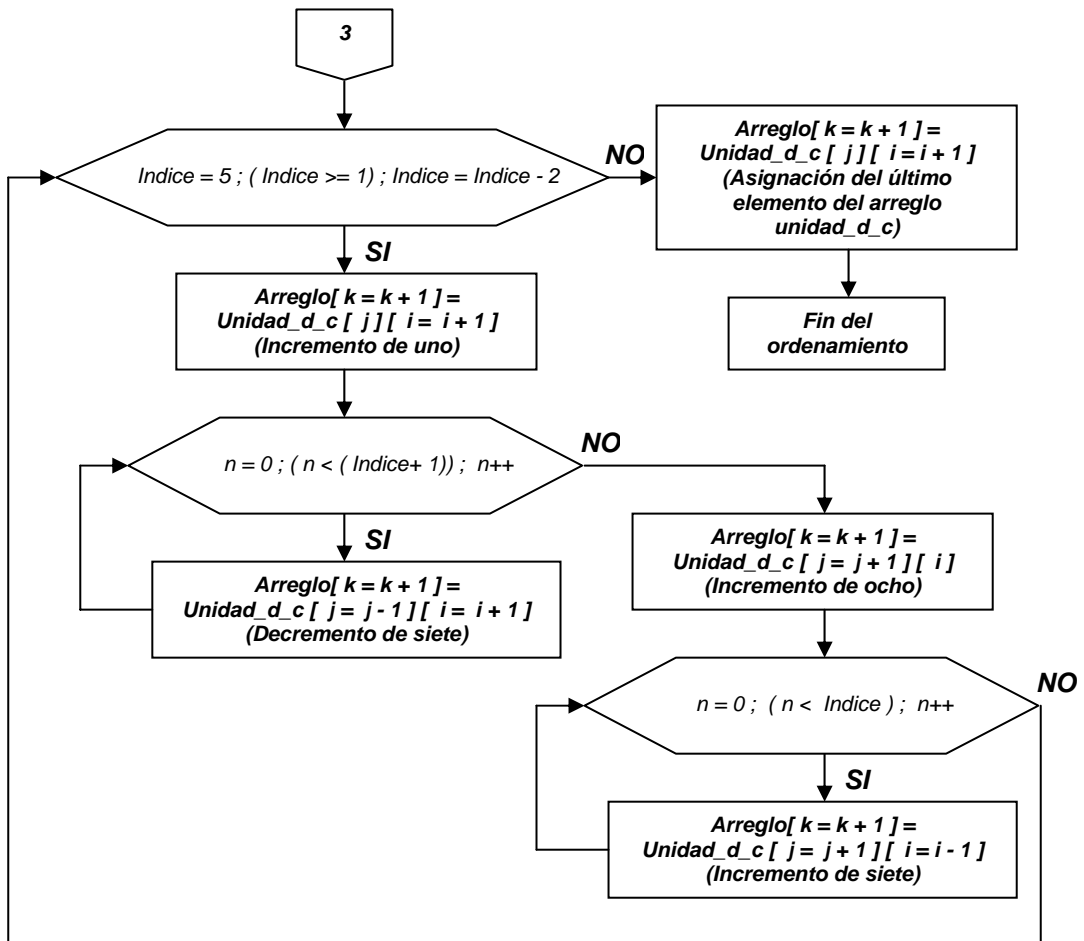 3
Indice = 5 ; ( Indice >= 1) ; Indice = Indice - 2
NO
Arreglo[ k = k + 1 ] =
Unidad_d_c [ j ] [ i = i + 1 ]
(Asignación del último
elemento del arreglo
unidad_d_c)
SI
Arreglo[ k = k + 1 ] =
Unidad_d_c [ j ] [ i = i + 1 ]
(Incremento de uno)
Fin del
ordenamiento
n = 0 ; ( n < ( Indice+ 1)) ; n++
NO
SI
Arreglo[ k = k + 1 ] =
Unidad_d_c [ j = j - 1 ] [ i = i + 1 ]
(Decremento de siete)
Arreglo[ k = k + 1 ] =
Unidad_d_c [ j = j + 1 ] [ i ]
(Incremento de ocho)
n = 0 ; ( n < Indice ) ; n++
NO
SI
Arreglo[ k = k + 1 ] =
Unidad_d_c [ j = j + 1 ] [ i = i - 1 ]
(Incremento de siete)